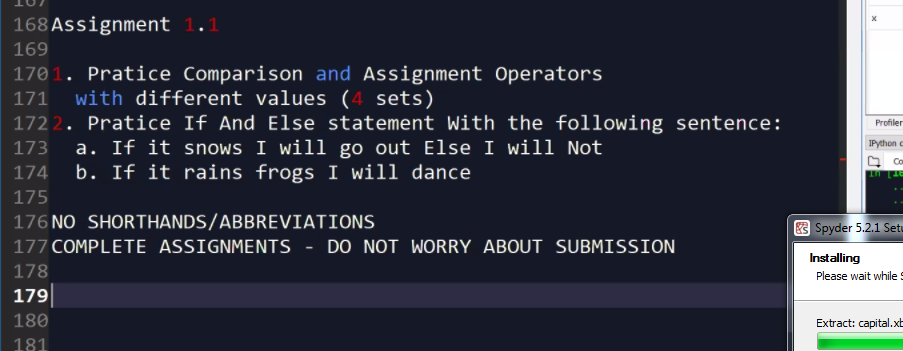 167
168 Assignment 1.1
169
170 1. Pratice Comparison and Assignment Operators
171 with different values (4 sets)
172 2. Pratice If And Else statement With the following sentence:
173 a. If it snows I will go out Else I will Not
174 b. If it rains frogs I will dance
175
176 NO SHORTHANDS/ABBREVIATIONS
177 COMPLETE ASSIGNMENTS - DO NOT WORRY ABOUT SUBMISSION
178
179
180
181
x
Profiler
IPython c
Co
In [
Spyder 5.2.1 Setu
Installing
Please wait while S
Extract: capital.xb